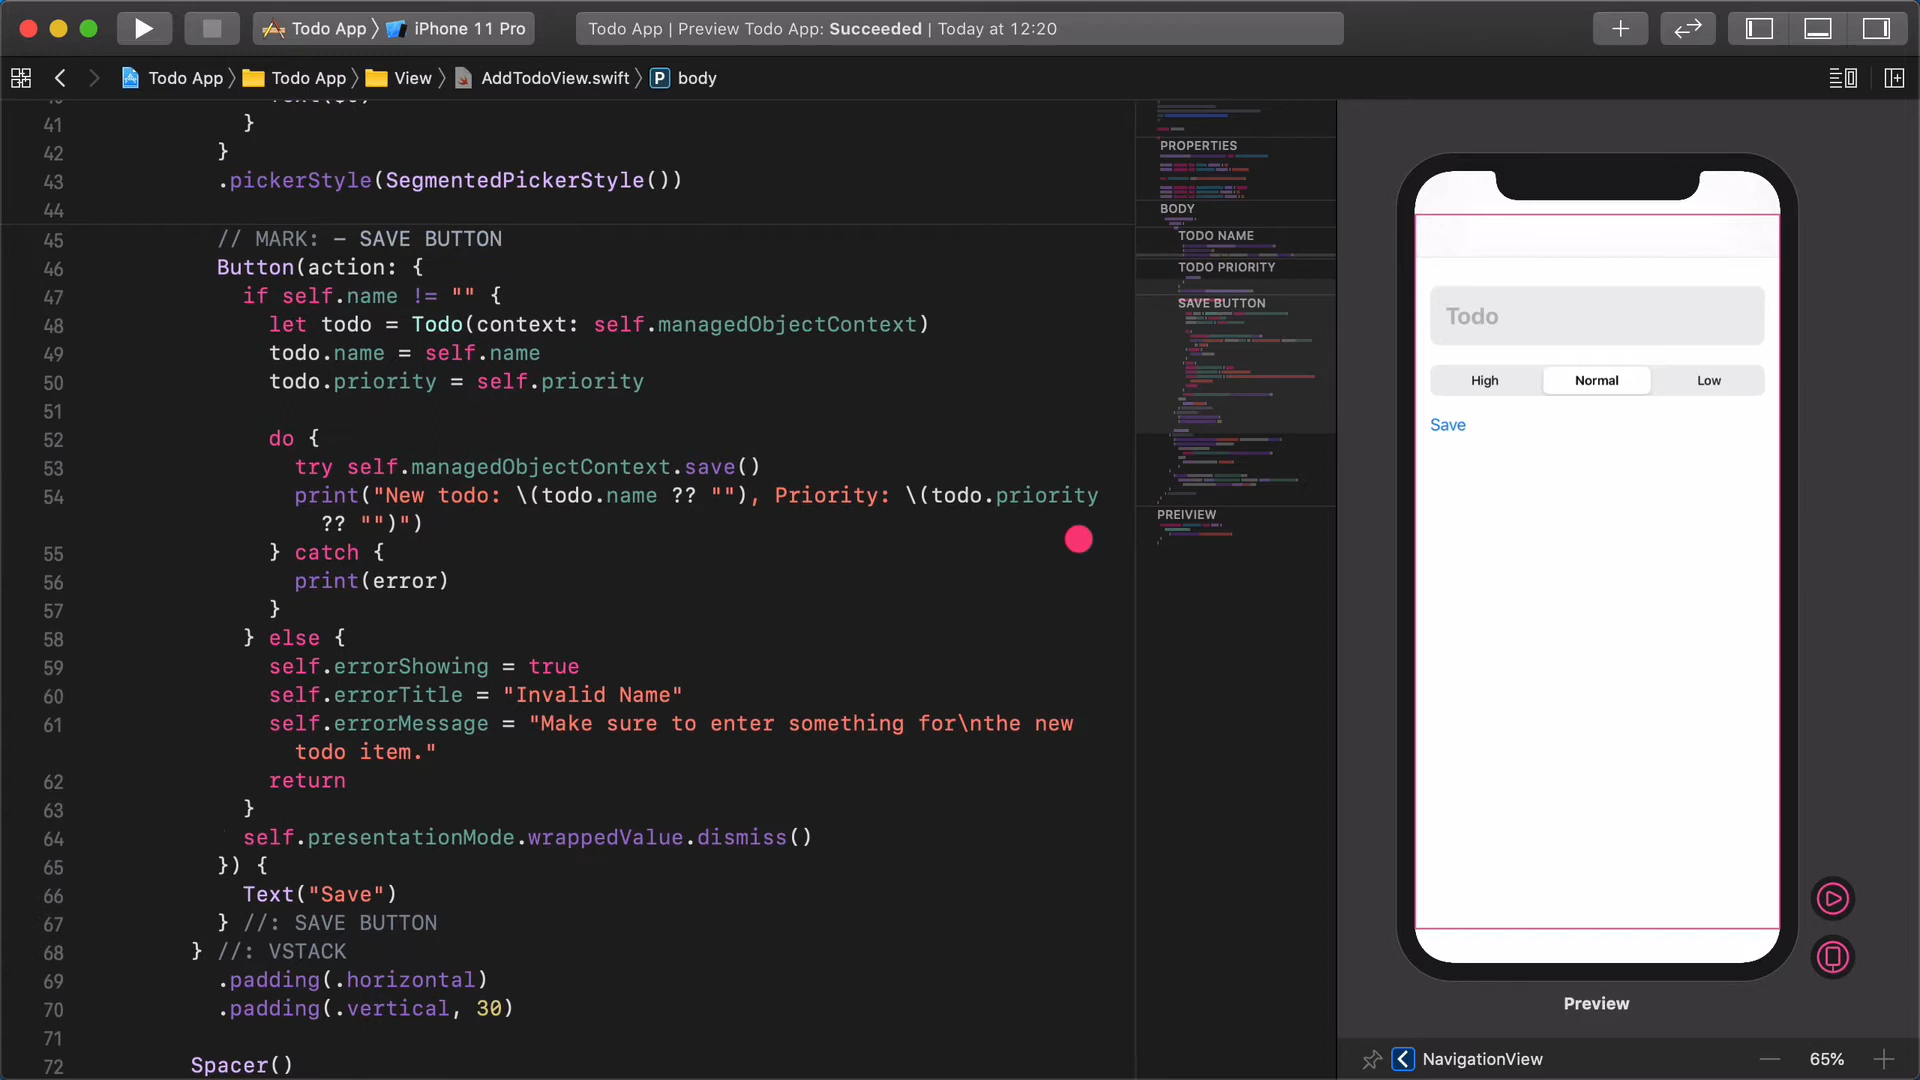 Todo App 〉 iPhone 11 Pro
Todo App | Preview Todo App: Succeeded | Today at 12:20
Todo App 〉 Todo App 〉 View 〉 AddTodoView.swift 〉 P body
41 }
42 }
43 .pickerStyle(SegmentedPickerStyle())
44
45 // MARK: – SAVE BUTTON
46 Button(action: {
47 if self.name != "" {
48 let todo = Todo(context: self.managedObjectContext)
49 todo.name = self.name
50 todo.priority = self.priority
51
52 do {
53 try self.managedObjectContext.save()
54 print("New todo: \(todo.name ?? ""), Priority: \(todo.priority
?? "")")
55 } catch {
56 print(error)
57 }
58 } else {
59 self.errorShowing = true
60 self.errorTitle = "Invalid Name"
61 self.errorMessage = "Make sure to enter something for\nthe new
todo item."
62 return
63 }
64 self.presentationMode.wrappedValue.dismiss()
65 }) {
66 Text("Save")
67 } //: SAVE BUTTON
68 } //: VSTACK
69 .padding(.horizontal)
70 .padding(.vertical, 30)
71
72 Spacer()
PROPERTIES
BODY
TODO NAME
TODO PRIORITY
SAVE BUTTON
PREIVIEW
Todo
High Normal Low
Save
Preview
NavigationView
65%